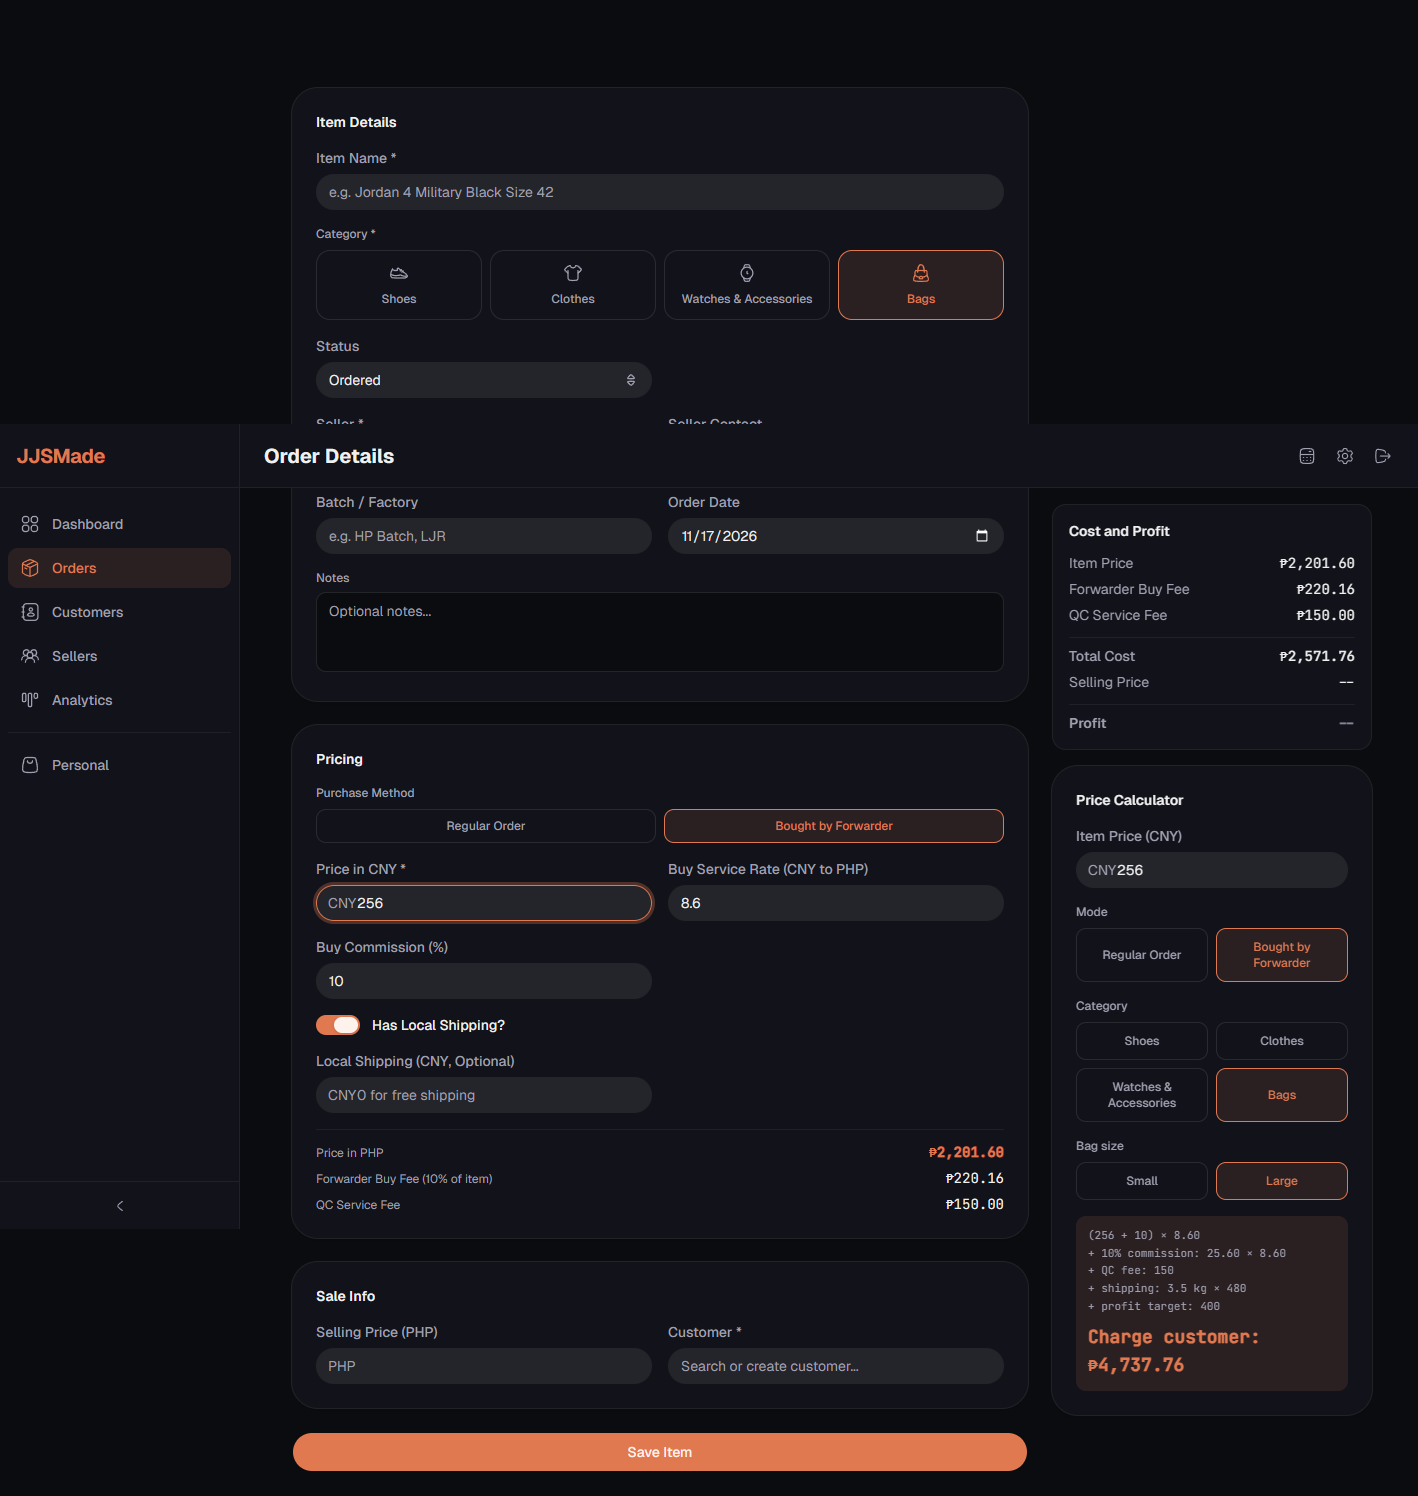 Item Details
Item Name *
e.g. Jordan 4 Military Black Size 42
Category *
Shoes
Clothes
Watches & Accessories
Bags
Status
Ordered
Seller *
Seller Contact
JJSMade
Order Details
Dashboard
Orders
Customers
Sellers
Analytics
Personal
Batch / Factory
Order Date
e.g. HP Batch, LJR
11/17/2026
Notes
Optional notes...
Pricing
Purchase Method
Regular Order
Bought by Forwarder
Price in CNY *
Buy Service Rate (CNY to PHP)
CNY256
8.6
Buy Commission (%)
10
Has Local Shipping?
Local Shipping (CNY, Optional)
CNY0 for free shipping
Price in PHP
₱2,201.60
Forwarder Buy Fee (10% of item)
₱220.16
QC Service Fee
₱150.00
Sale Info
Selling Price (PHP)
Customer *
PHP
Search or create customer...
Save Item
Cost and Profit
Item Price
₱2,201.60
Forwarder Buy Fee
₱220.16
QC Service Fee
₱150.00
Total Cost
₱2,571.76
Selling Price
--
Profit
--
Price Calculator
Item Price (CNY)
CNY256
Mode
Regular Order
Bought by
Forwarder
Category
Shoes
Clothes
Watches &
Accessories
Bags
Bag size
Small
Large
(256 + 10) × 8.60
+ 10% commission: 25.60 × 8.60
+ QC fee: 150
+ shipping: 3.5 kg × 480
+ profit target: 400
Charge customer:
₱4,737.76